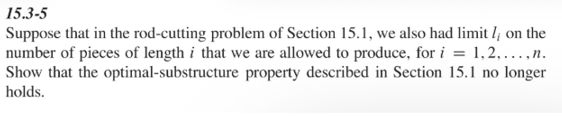 15.3-5
Suppose that in the rod-cutting problem of Section 15.1, we also had limit lᵢ on the
number of pieces of length i that we are allowed to produce, for i = 1, 2, . . . , n.
Show that the optimal-substructure property described in Section 15.1 no longer
holds.